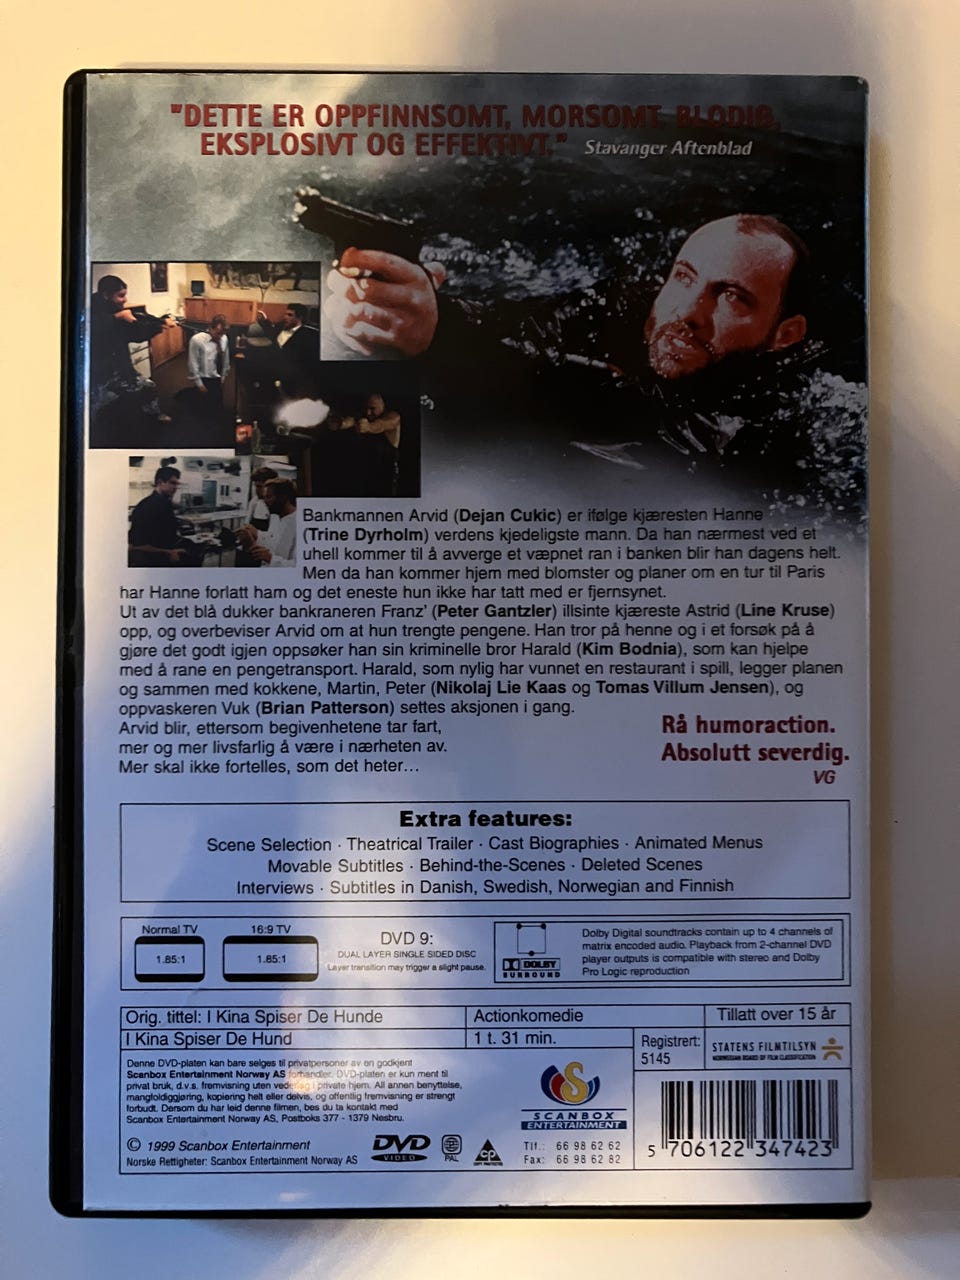 "DETTE ER OPPFINNSOMT, MORSOMT, BLODIG,
EKSPLOSIVT OG EFFEKTIVT." Stavanger Aftenblad
Bankmannen Arvid (Dejan Cukic) er ifølge kjæresten Hanne
(Trine Dyrholm) verdens kjedeligste mann. Da han nærmest ved et
uhell kommer til å avverge et væpnet ran i banken blir han dagens helt.
Men da han kommer hjem med blomster og planer om en tur til Paris
har Hanne forlatt ham og det eneste hun ikke har tatt med er fjernsynet.
Ut av det blå dukker bankraneren Franz' (Peter Gantzler) illsinte kjæreste Astrid (Line Kruse)
opp, og overbeviser Arvid om at hun trengte pengene. Han tror på henne og i et forsøk på å
gjøre det godt igjen oppsøker han sin kriminelle bror Harald (Kim Bodnia), som kan hjelpe
med å rane en pengetransport. Harald, som nylig har vunnet en restaurant i spill, legger planen
og sammen med kokkene, Martin, Peter (Nikolaj Lie Kaas og Tomas Villum Jensen), og
oppvaskeren Vuk (Brian Patterson) settes aksjonen i gang.
Arvid blir, ettersom begivenhetene tar fart,
mer og mer livsfarlig å være i nærheten av.
Mer skal ikke fortelles, som det heter...
Rå humoraction.
Absolutt severdig.
VG
Extra features:
Scene Selection · Theatrical Trailer · Cast Biographies · Animated Menus
Movable Subtitles · Behind-the-Scenes · Deleted Scenes
Interviews · Subtitles in Danish, Swedish, Norwegian and Finnish
Normal TV
1.85:1
16:9 TV
1.85:1
DVD 9:
DUAL LAYER SINGLE SIDED DISC
Layer transition may trigger a slight pause.
DOLBY
SURROUND
Dolby Digital soundtracks contain up to 4 channels of
matrix encoded audio. Playback from 2-channel DVD
player outputs is compatible with stereo and Dolby
Pro Logic reproduction
Orig. tittel: I Kina Spiser De Hunde
Actionkomedie
Tillatt over 15 år
I Kina Spiser De Hund
1 t. 31 min.
Registrert:
5145
STATENS FILMTILSYN
NORWEGIAN BOARD OF FILM CLASSIFICATION
Denne DVD-platen kan bare selges til privatpersoner av en godkjent
Scanbox Entertainment Norway AS forhandler. DVD-platen er kun ment til
privat bruk, d.v.s. fremvisning uten vederlag i private hjem. All annen benyttelse,
mangfoldiggjøring, kopiering helt eller delvis, og offentlig fremvisning er strengt
forbudt. Dersom du har leid denne filmen, bes du ta kontakt med
Scanbox Entertainment Norway AS, Postboks 377 - 1379 Nesbru.
SCANBOX
ENTERTAINMENT
© 1999 Scanbox Entertainment
Norske Rettigheter: Scanbox Entertainment Norway AS
DVD
VIDEO
PAL
CP
COPY PROTECTED
Tlf.: 66 98 62 62
Fax: 66 98 62 82
5 706122 347423